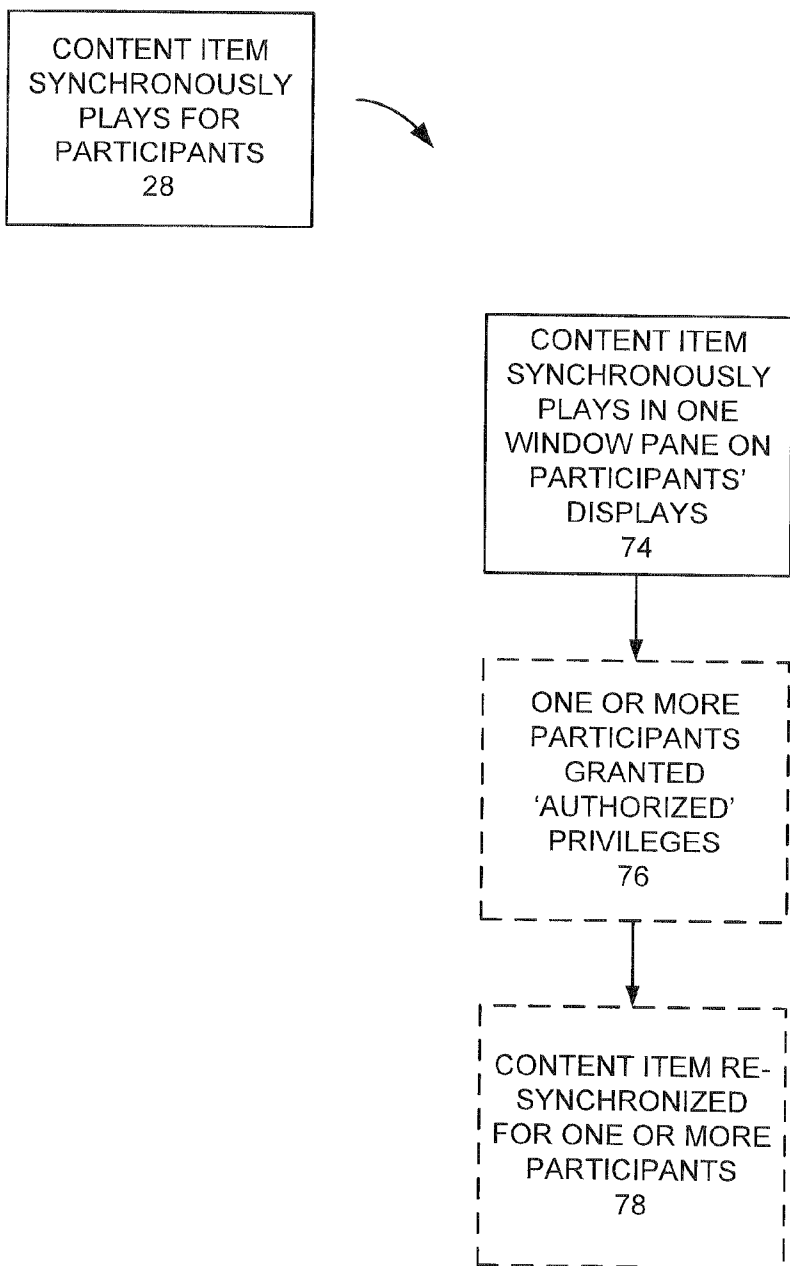 CONTENT ITEM
SYNCHRONOUSLY
PLAYS FOR
PARTICIPANTS
28
CONTENT ITEM
SYNCHRONOUSLY
PLAYS IN ONE
WINDOW PANE ON
PARTICIPANTS'
DISPLAYS
74
ONE OR MORE
PARTICIPANTS
GRANTED
'AUTHORIZED'
PRIVILEGES
76
CONTENT ITEM RE-
SYNCHRONIZED
FOR ONE OR MORE
PARTICIPANTS
78